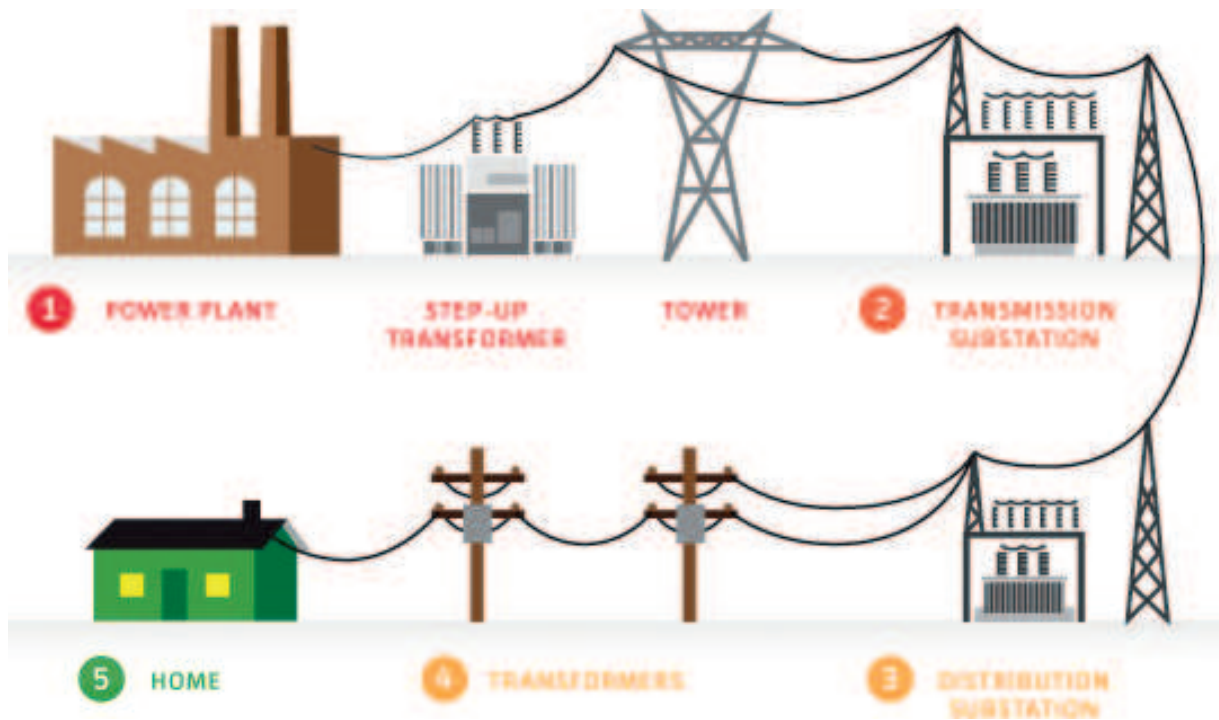 1 POWER PLANT
STEP-UP
TRANSFORMER
TOWER
2 TRANSMISSION
SUBSTATION
5 HOME
4 TRANSFORMERS
3 DISTRIBUTION
SUBSTATION